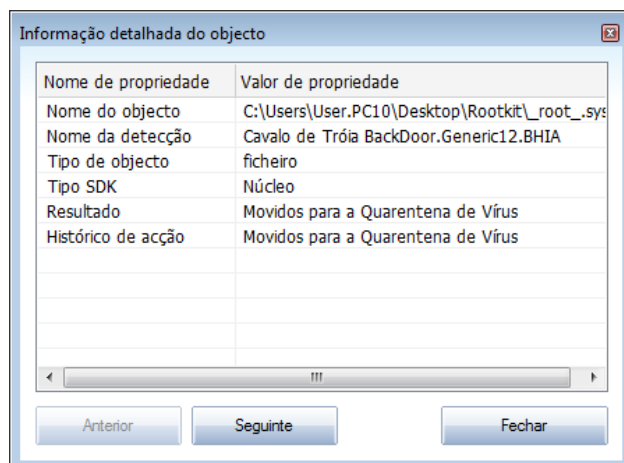 Informação detalhada do objecto
Nome de propriedade Valor de propriedade
Nome do objecto C:\Users\User.PC10\Desktop\Rootkit\_root_.sys
Nome da detecção Cavalo de Tróia BackDoor.Generic12.BHIA
Tipo de objecto ficheiro
Tipo SDK Núcleo
Resultado Movidos para a Quarentena de Vírus
Histórico de acção Movidos para a Quarentena de Vírus
Anterior Seguinte Fechar